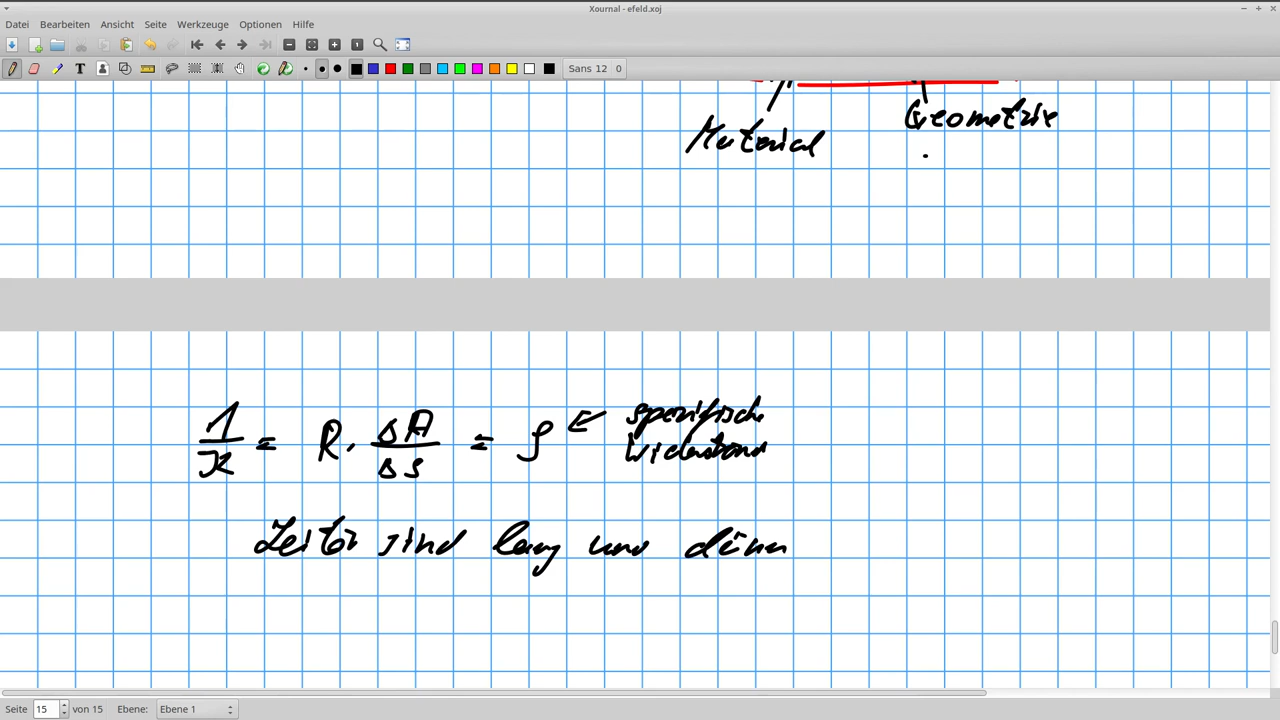 Xournal - efeld.xoj
Datei Bearbeiten Ansicht Seite Werkzeuge Optionen Hilfe
Sans 12 0
Geometrie
Material
1/ϰ = R · ΔA/Δs = ρ ⇐ spezifische
Widerstand
Leiter sind lang und dünn
Seite 15 von 15 Ebene: Ebene 1